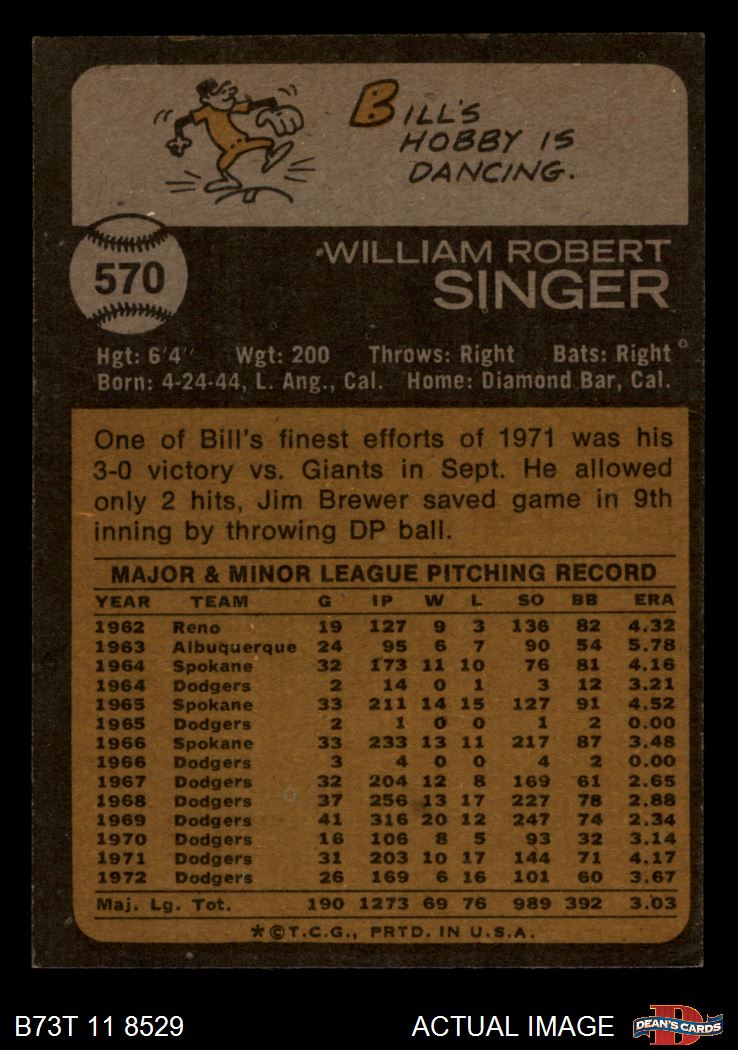 BILL'S
HOBBY IS
DANCING.
570
WILLIAM ROBERT
SINGER
Hgt: 6'4" Wgt: 200 Throws: Right Bats: Right
Born: 4-24-44, L. Ang., Cal. Home: Diamond Bar, Cal.
One of Bill's finest efforts of 1971 was his
3-0 victory vs. Giants in Sept. He allowed
only 2 hits, Jim Brewer saved game in 9th
inning by throwing DP ball.
MAJOR & MINOR LEAGUE PITCHING RECORD
YEAR TEAM G IP W L SO BB ERA
1962 Reno 19 127 9 3 136 82 4.32
1963 Albuquerque 24 95 6 7 90 54 5.78
1964 Spokane 32 173 11 10 76 81 4.16
1964 Dodgers 2 14 0 1 3 12 3.21
1965 Spokane 33 211 14 15 127 91 4.52
1965 Dodgers 2 1 0 0 1 2 0.00
1966 Spokane 33 233 13 11 217 87 3.48
1966 Dodgers 3 4 0 0 4 2 0.00
1967 Dodgers 32 204 12 8 169 61 2.65
1968 Dodgers 37 256 13 17 227 78 2.88
1969 Dodgers 41 316 20 12 247 74 2.34
1970 Dodgers 16 106 8 5 93 32 3.14
1971 Dodgers 31 203 10 17 144 71 4.17
1972 Dodgers 26 169 6 16 101 60 3.67
Maj. Lg. Tot. 190 1273 69 76 989 392 3.03
*©T.C.G., PRTD. IN U.S.A.
B73T 11 8529 ACTUAL IMAGE DEAN'S CARDS